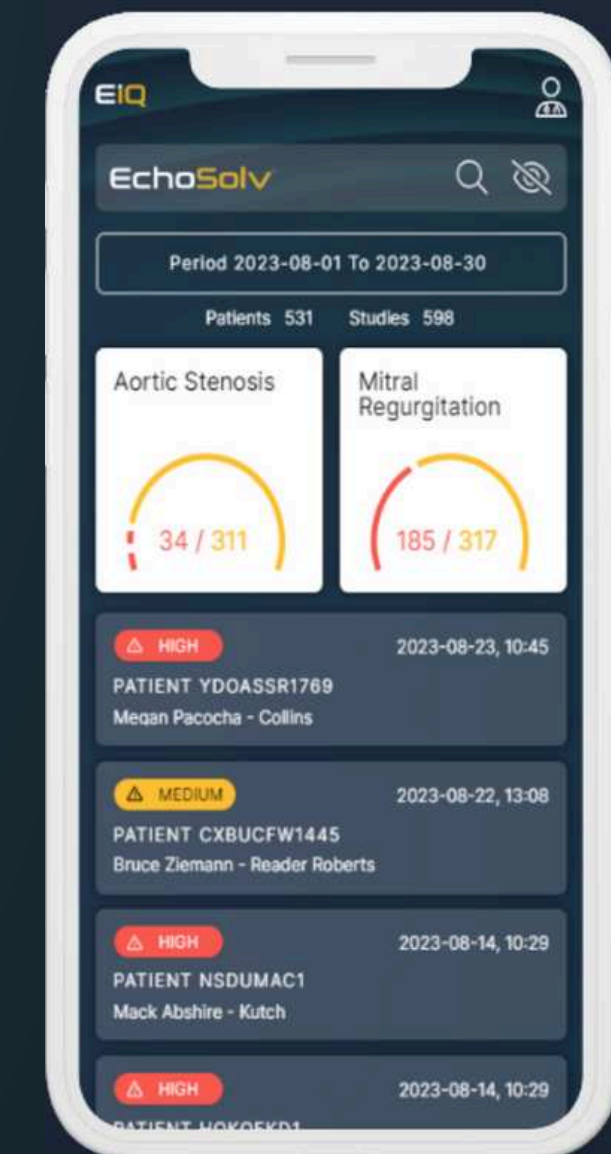 EiQ
EchoSolv
Period 2023-08-01 To 2023-08-30
Patients 531 Studies 598
Aortic Stenosis
34 / 311
Mitral
Regurgitation
185 / 317
HIGH 2023-08-23, 10:45
PATIENT YDOASSR1769
Megan Pacocha - Collins
MEDIUM 2023-08-22, 13:08
PATIENT CXBUCFW1445
Bruce Ziemann - Reader Roberts
HIGH 2023-08-14, 10:29
PATIENT NSDUMAC1
Mack Abshire - Kutch
HIGH 2023-08-14, 10:29
PATIENT